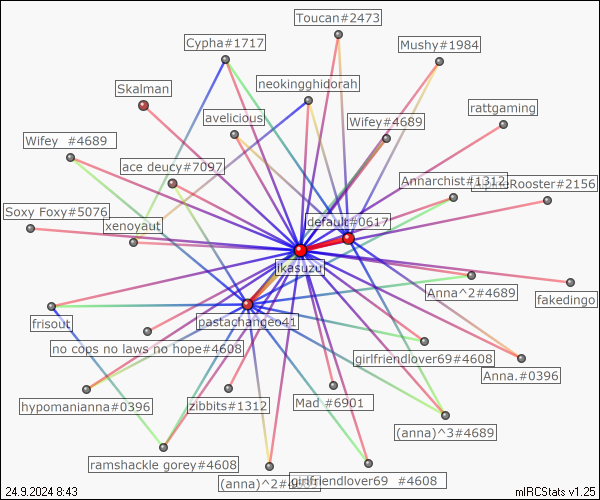 Toucan#2473
Cypha#1717
Mushy#1984
neokingghidorah
Skalman
rattgaming
avelicious
Wifey#4689
Wifey #4689
ace deucy#7097
Annarchist#1312
Rooster#2156
Soxy Foxy#5076
xenoyaut
default#0617
ikasuzu
Anna^2#4689
fakedingo
frisout
pastachangeo41
no cops no laws no hope#4608
girlfriendlover69#4608
Anna.#0396
hypomanianna#0396
zibbits#1312
Mad #6901
(anna)^3#4689
ramshackle gorey#4608
(anna)^2#4689
girlfriendlover69 #4608
24.9.2024 8:43
mIRCStats v1.25